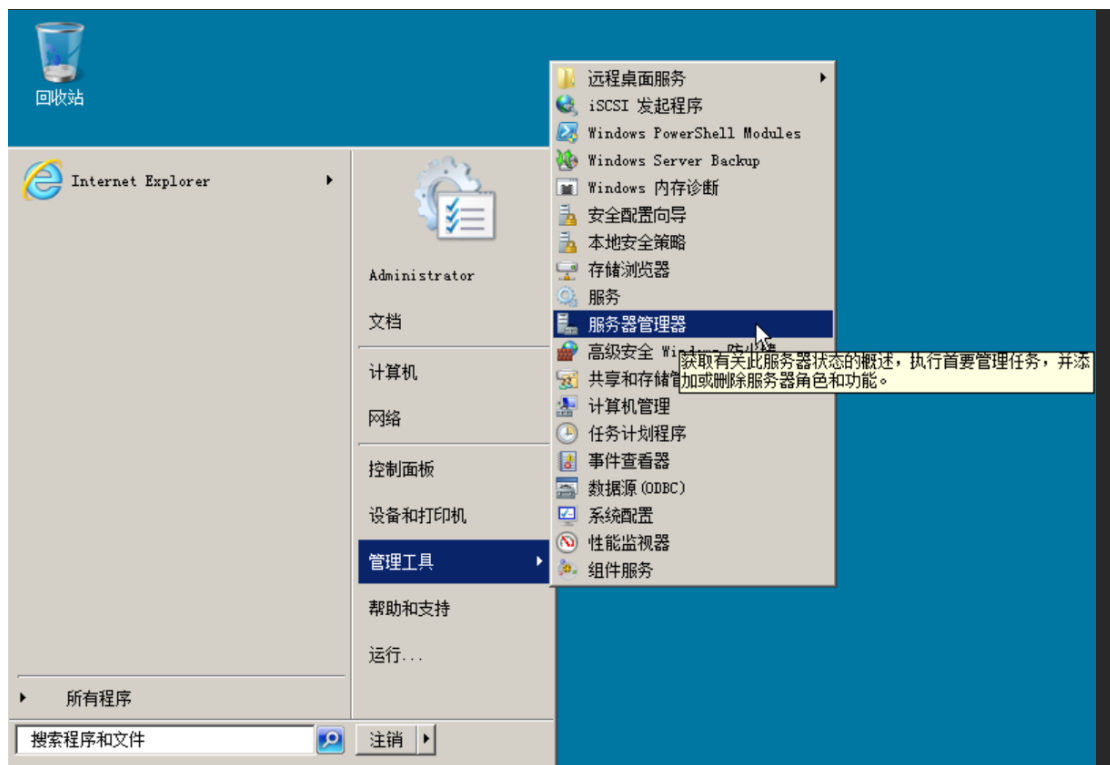 回收站
Internet Explorer
Administrator
文档
计算机
网络
控制面板
设备和打印机
管理工具
帮助和支持
运行...
所有程序
搜索程序和文件
注销
远程桌面服务
iSCSI 发起程序
Windows PowerShell Modules
Windows Server Backup
Windows 内存诊断
安全配置向导
本地安全策略
存储浏览器
服务
服务器管理器
高级安全 Windows 防火墙
共享和存储管
计算机管理
任务计划程序
事件查看器
数据源(ODBC)
系统配置
性能监视器
组件服务
获取有关此服务器状态的概述，执行首要管理任务，并添
加或删除服务器角色和功能。